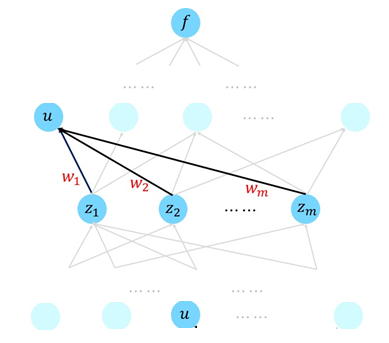 f
…… ……
u ……
w₁ w₂ wₘ
z₁ z₂ …… zₘ
…… ……
u ……